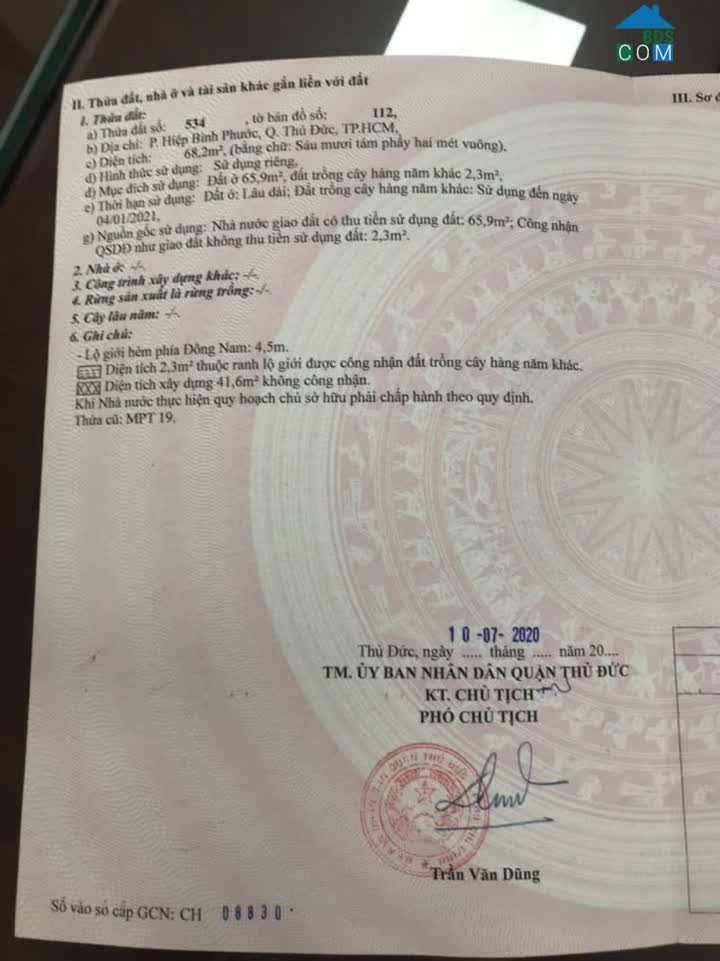 BDS
COM
II. Thửa đất, nhà ở và tài sản khác gắn liền với đất
III. Sơ đ
1. Thửa đất:
a) Thửa đất số: 534 , tờ bản đồ số: 112,
b) Địa chỉ: P. Hiệp Bình Phước, Q. Thủ Đức, TP.HCM,
c) Diện tích: 68,2m², (bằng chữ: Sáu mươi tám phẩy hai mét vuông),
d) Hình thức sử dụng: Sử dụng riêng,
đ) Mục đích sử dụng: Đất ở 65,9m², đất trồng cây hàng năm khác 2,3m²,
e) Thời hạn sử dụng: Đất ở: Lâu dài; Đất trồng cây hàng năm khác: Sử dụng đến ngày
04/01/2021,
g) Nguồn gốc sử dụng: Nhà nước giao đất có thu tiền sử dụng đất: 65,9m²; Công nhận
QSDĐ như giao đất không thu tiền sử dụng đất: 2,3m².
2. Nhà ở: -/-.
3. Công trình xây dựng khác: -/-.
4. Rừng sản xuất là rừng trồng:-/-.
5. Cây lâu năm: -/-.
6. Ghi chú:
- Lộ giới hẻm phía Đông Nam: 4,5m.
Diện tích 2,3m² thuộc ranh lộ giới được công nhận đất trồng cây hàng năm khác.
Diện tích xây dựng 41,6m² không công nhận.
Khi Nhà nước thực hiện quy hoạch chủ sở hữu phải chấp hành theo quy định.
Thửa cũ: MPT 19.
10-07-2020
Thủ Đức, ngày ..... tháng ..... năm 20....
TM. ỦY BAN NHÂN DÂN QUẬN THỦ ĐỨC
KT. CHỦ TỊCH
PHÓ CHỦ TỊCH
Trần Văn Dũng
Số vào sổ cấp GCN: CH 08830.